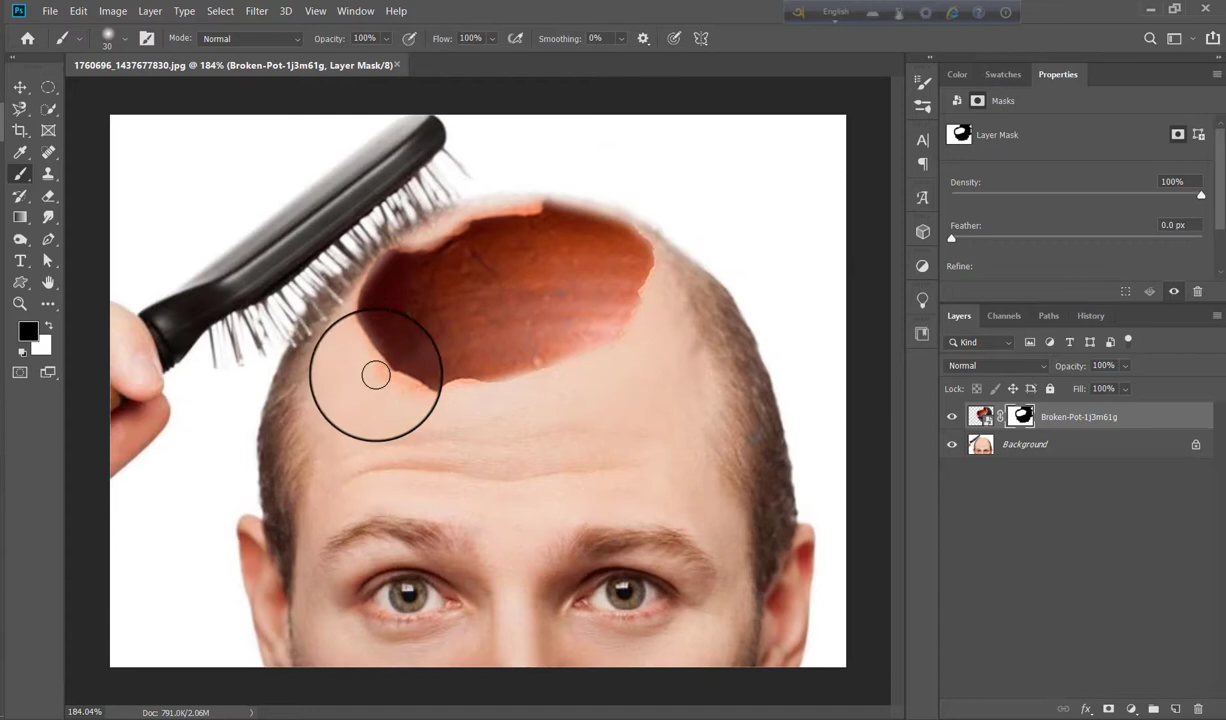 Ps File Edit Image Layer Type Select Filter 3D View Window Help
English
30 Mode: Normal Opacity: 100% Flow: 100% Smoothing: 0%
1760696_1437677830.jpg @ 184% (Broken-Pot-1j3m61g, Layer Mask/8)
Color Swatches Properties
Masks
Layer Mask
Density: 100%
Feather: 0.0 px
Refine:
Layers Channels Paths History
Kind
Normal Opacity: 100%
Lock: Fill: 100%
Broken-Pot-1j3m61g
Background
184.04% Doc: 791.0K/2.06M